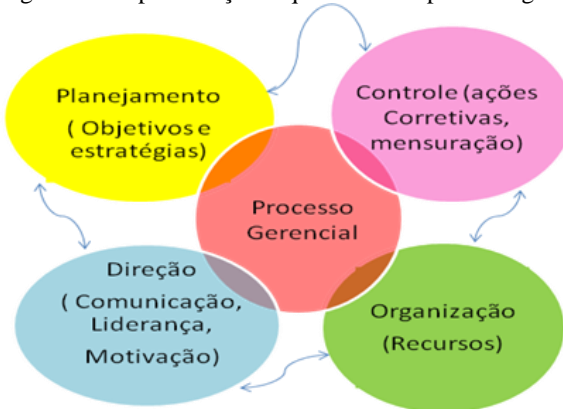 Planejamento
( Objetivos e
estratégias)
Controle (ações
Corretivas,
mensuração)
Processo
Gerencial
Direção
( Comunicação,
Liderança,
Motivação)
Organização
(Recursos)